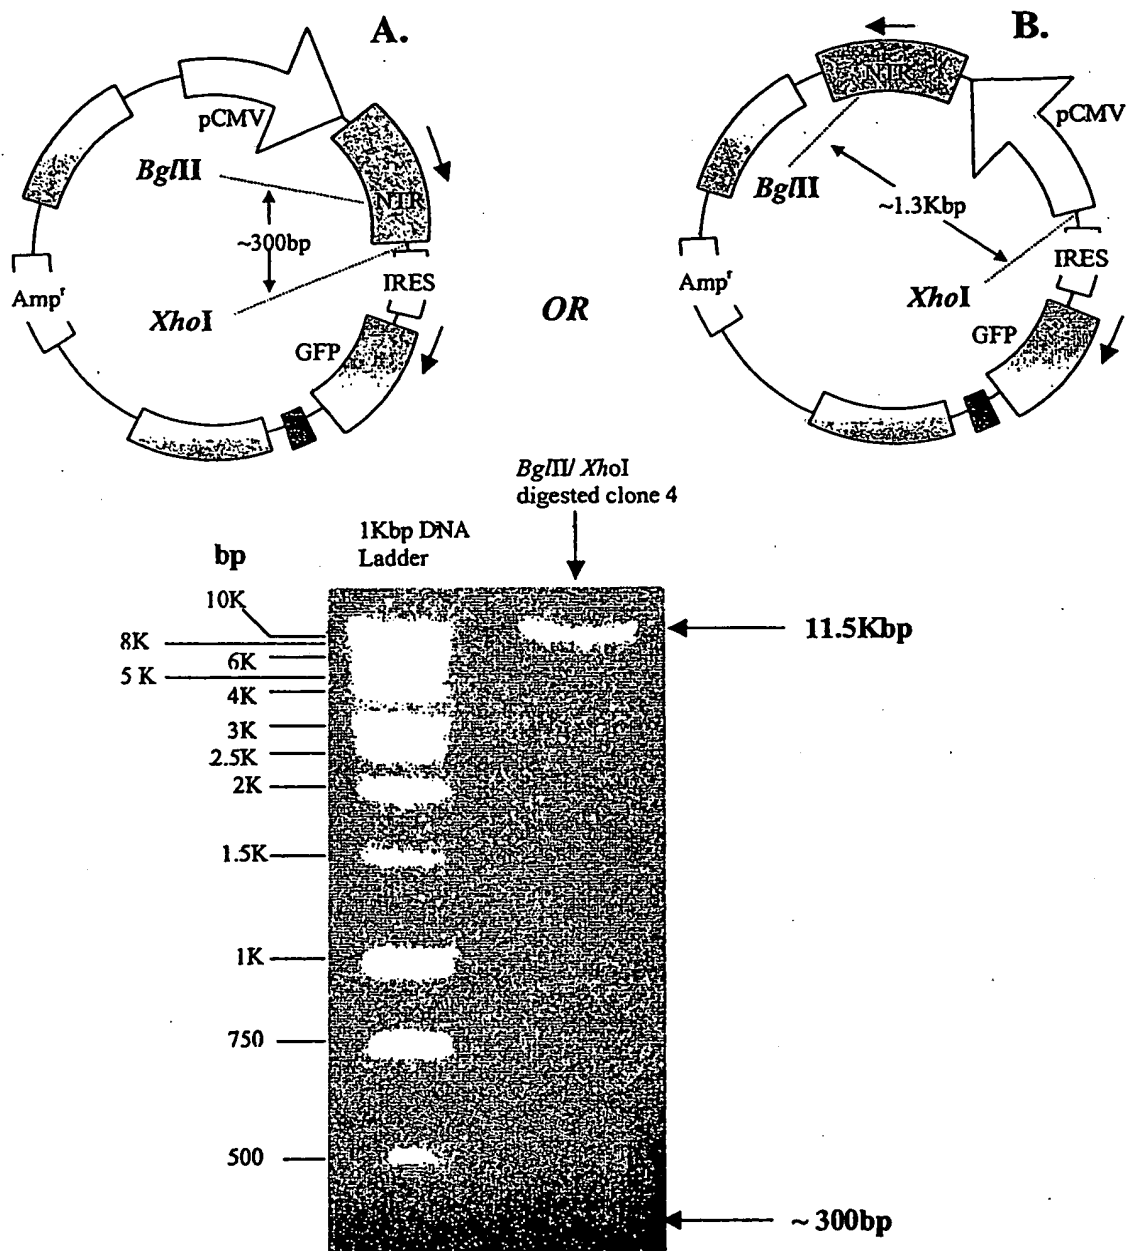 A.
B.
pCMV
NTR
BglII
~300bp
XhoI
IRES
GFP
Ampr
OR
NTR
pCMV
BglII
~1.3Kbp
XhoI
IRES
GFP
Ampr
BglII/ XhoI
digested clone 4
1Kbp DNA
Ladder
bp
10K
8K
6K
5 K
4K
3K
2.5K
2K
1.5K
1K
750
500
11.5Kbp
~ 300bp